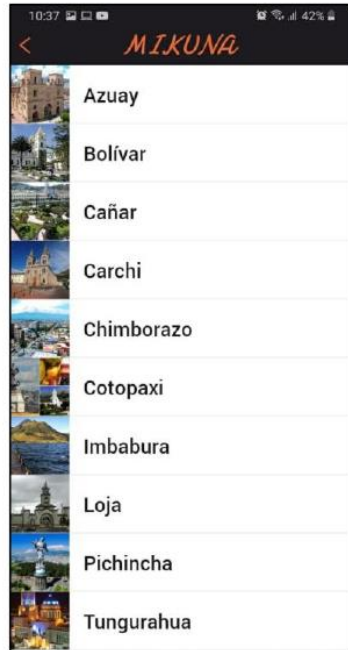 10:37 42%
< MIKUNA
Azuay
Bolívar
Cañar
Carchi
Chimborazo
Cotopaxi
Imbabura
Loja
Pichincha
Tungurahua